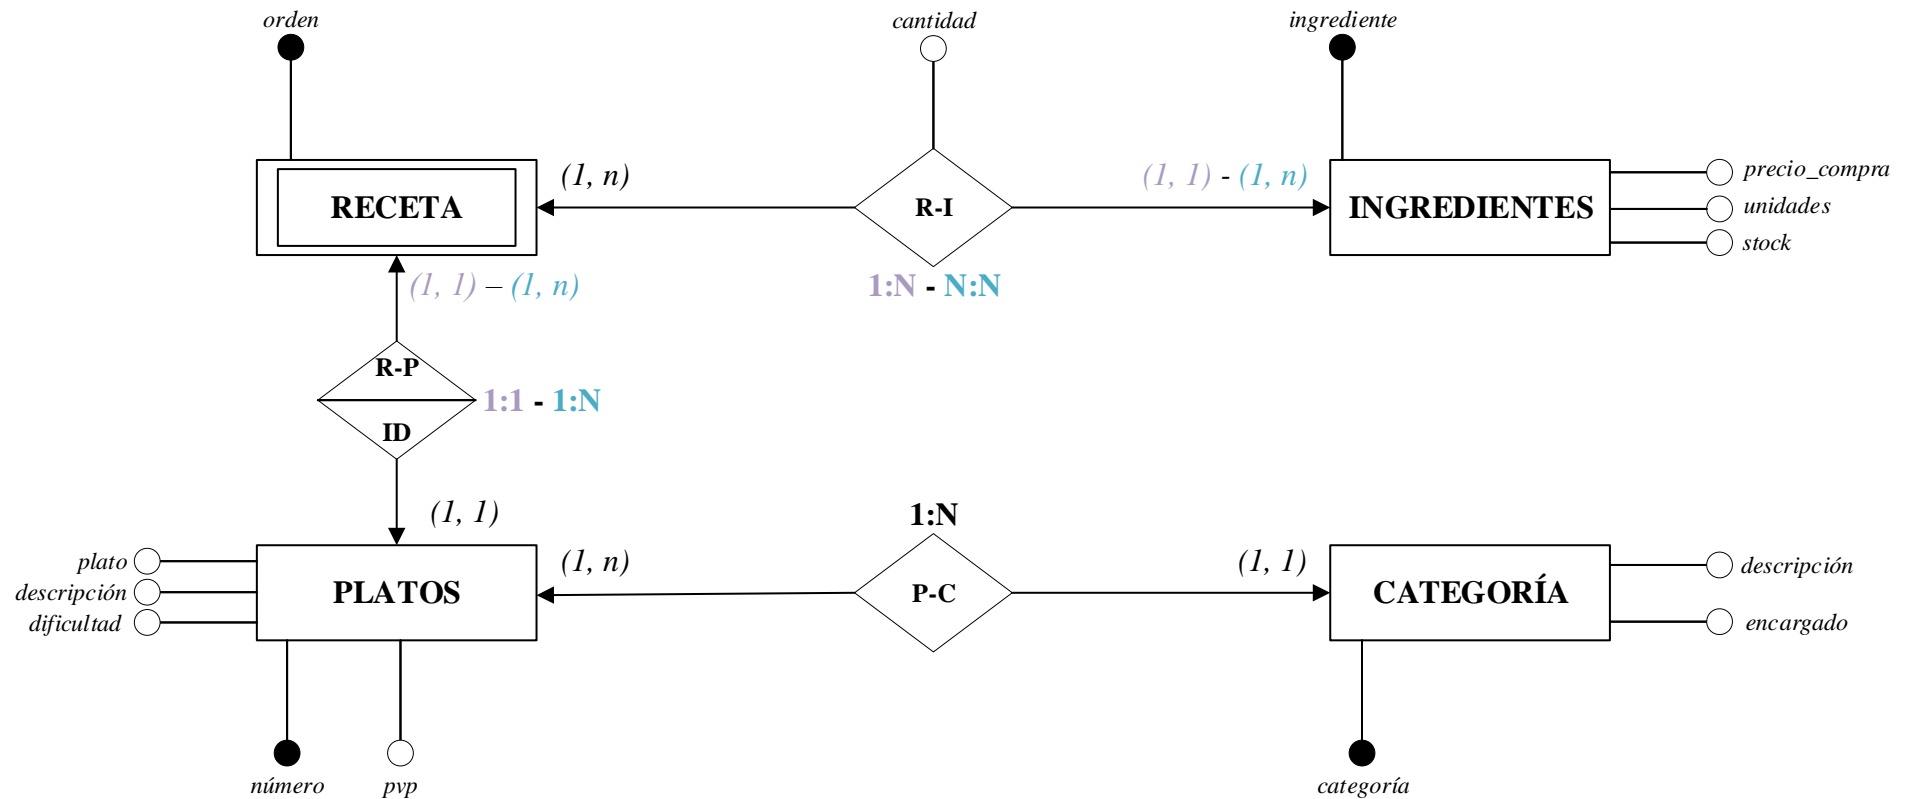 orden
cantidad
ingrediente
RECETA
(1, n)
R-I
(1, 1) - (1, n)
INGREDIENTES
precio_compra
unidades
stock
(1, 1) – (1, n)
1:N - N:N
R-P
ID
1:1 - 1:N
(1, 1)
plato
descripción
dificultad
PLATOS
(1, n)
1:N
P-C
(1, 1)
CATEGORÍA
descripción
encargado
número
pvp
categoría